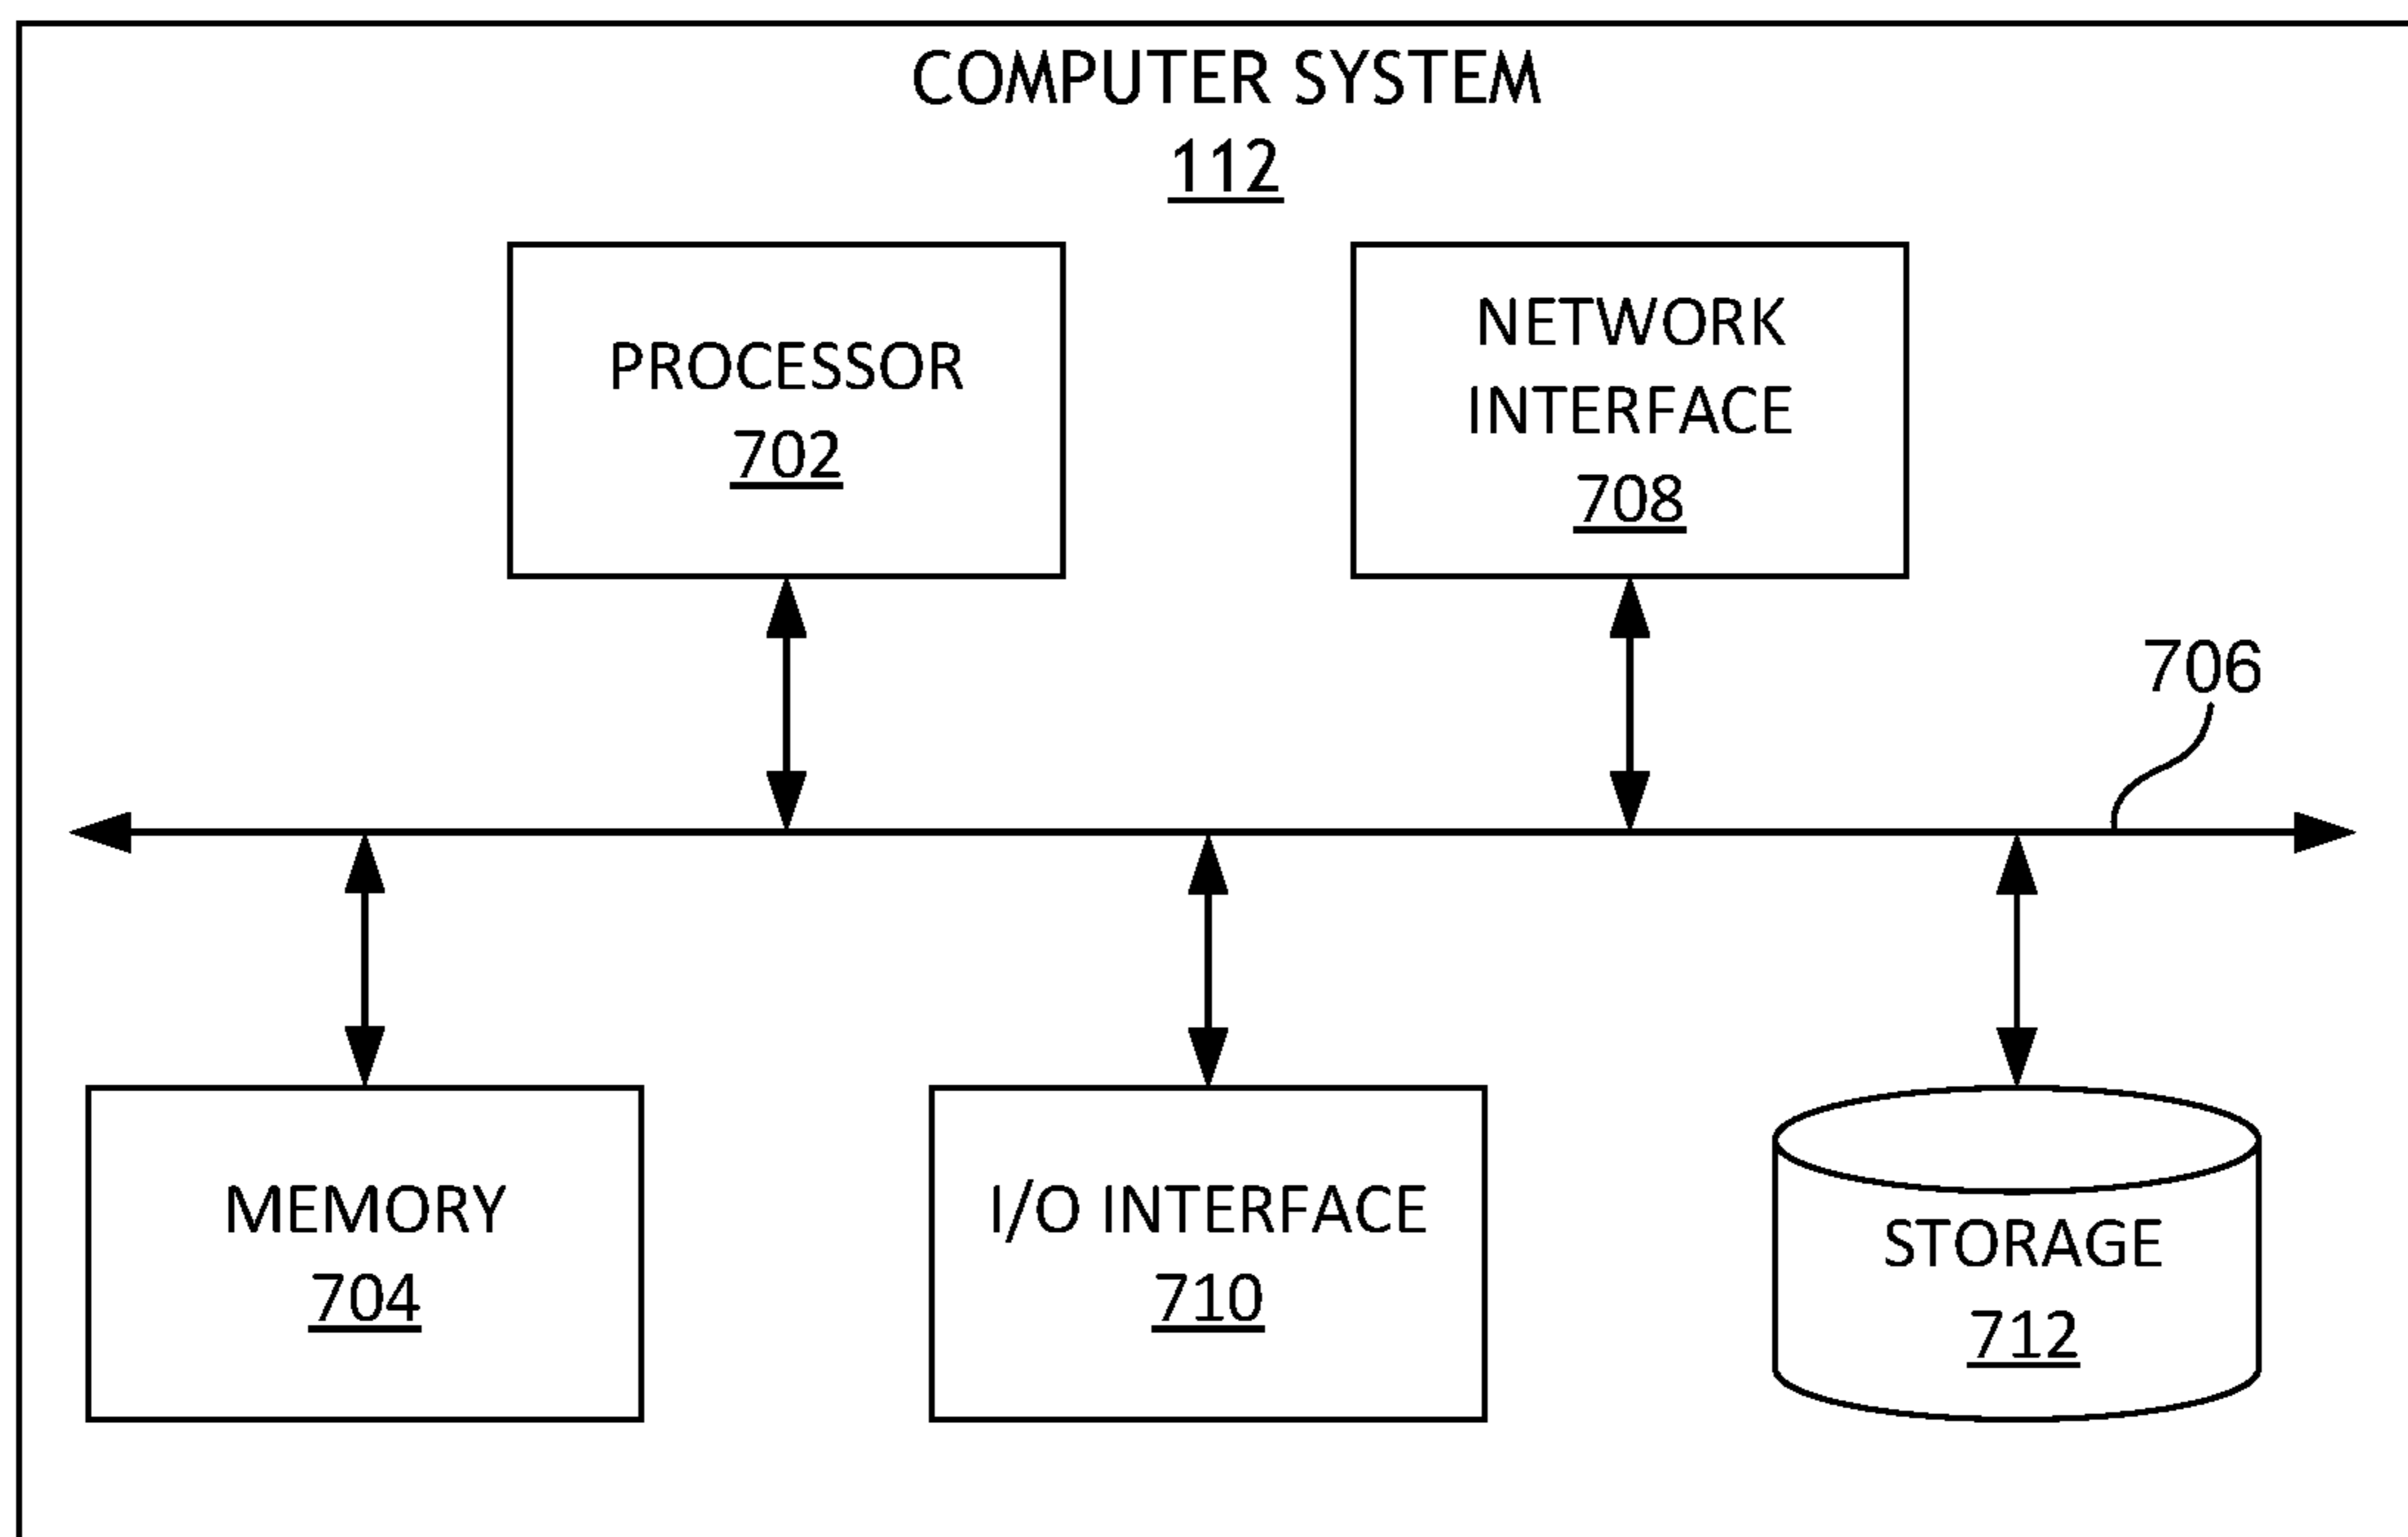 COMPUTER SYSTEM
112
PROCESSOR
702
NETWORK
INTERFACE
708
706
MEMORY
704
I/O INTERFACE
710
STORAGE
712